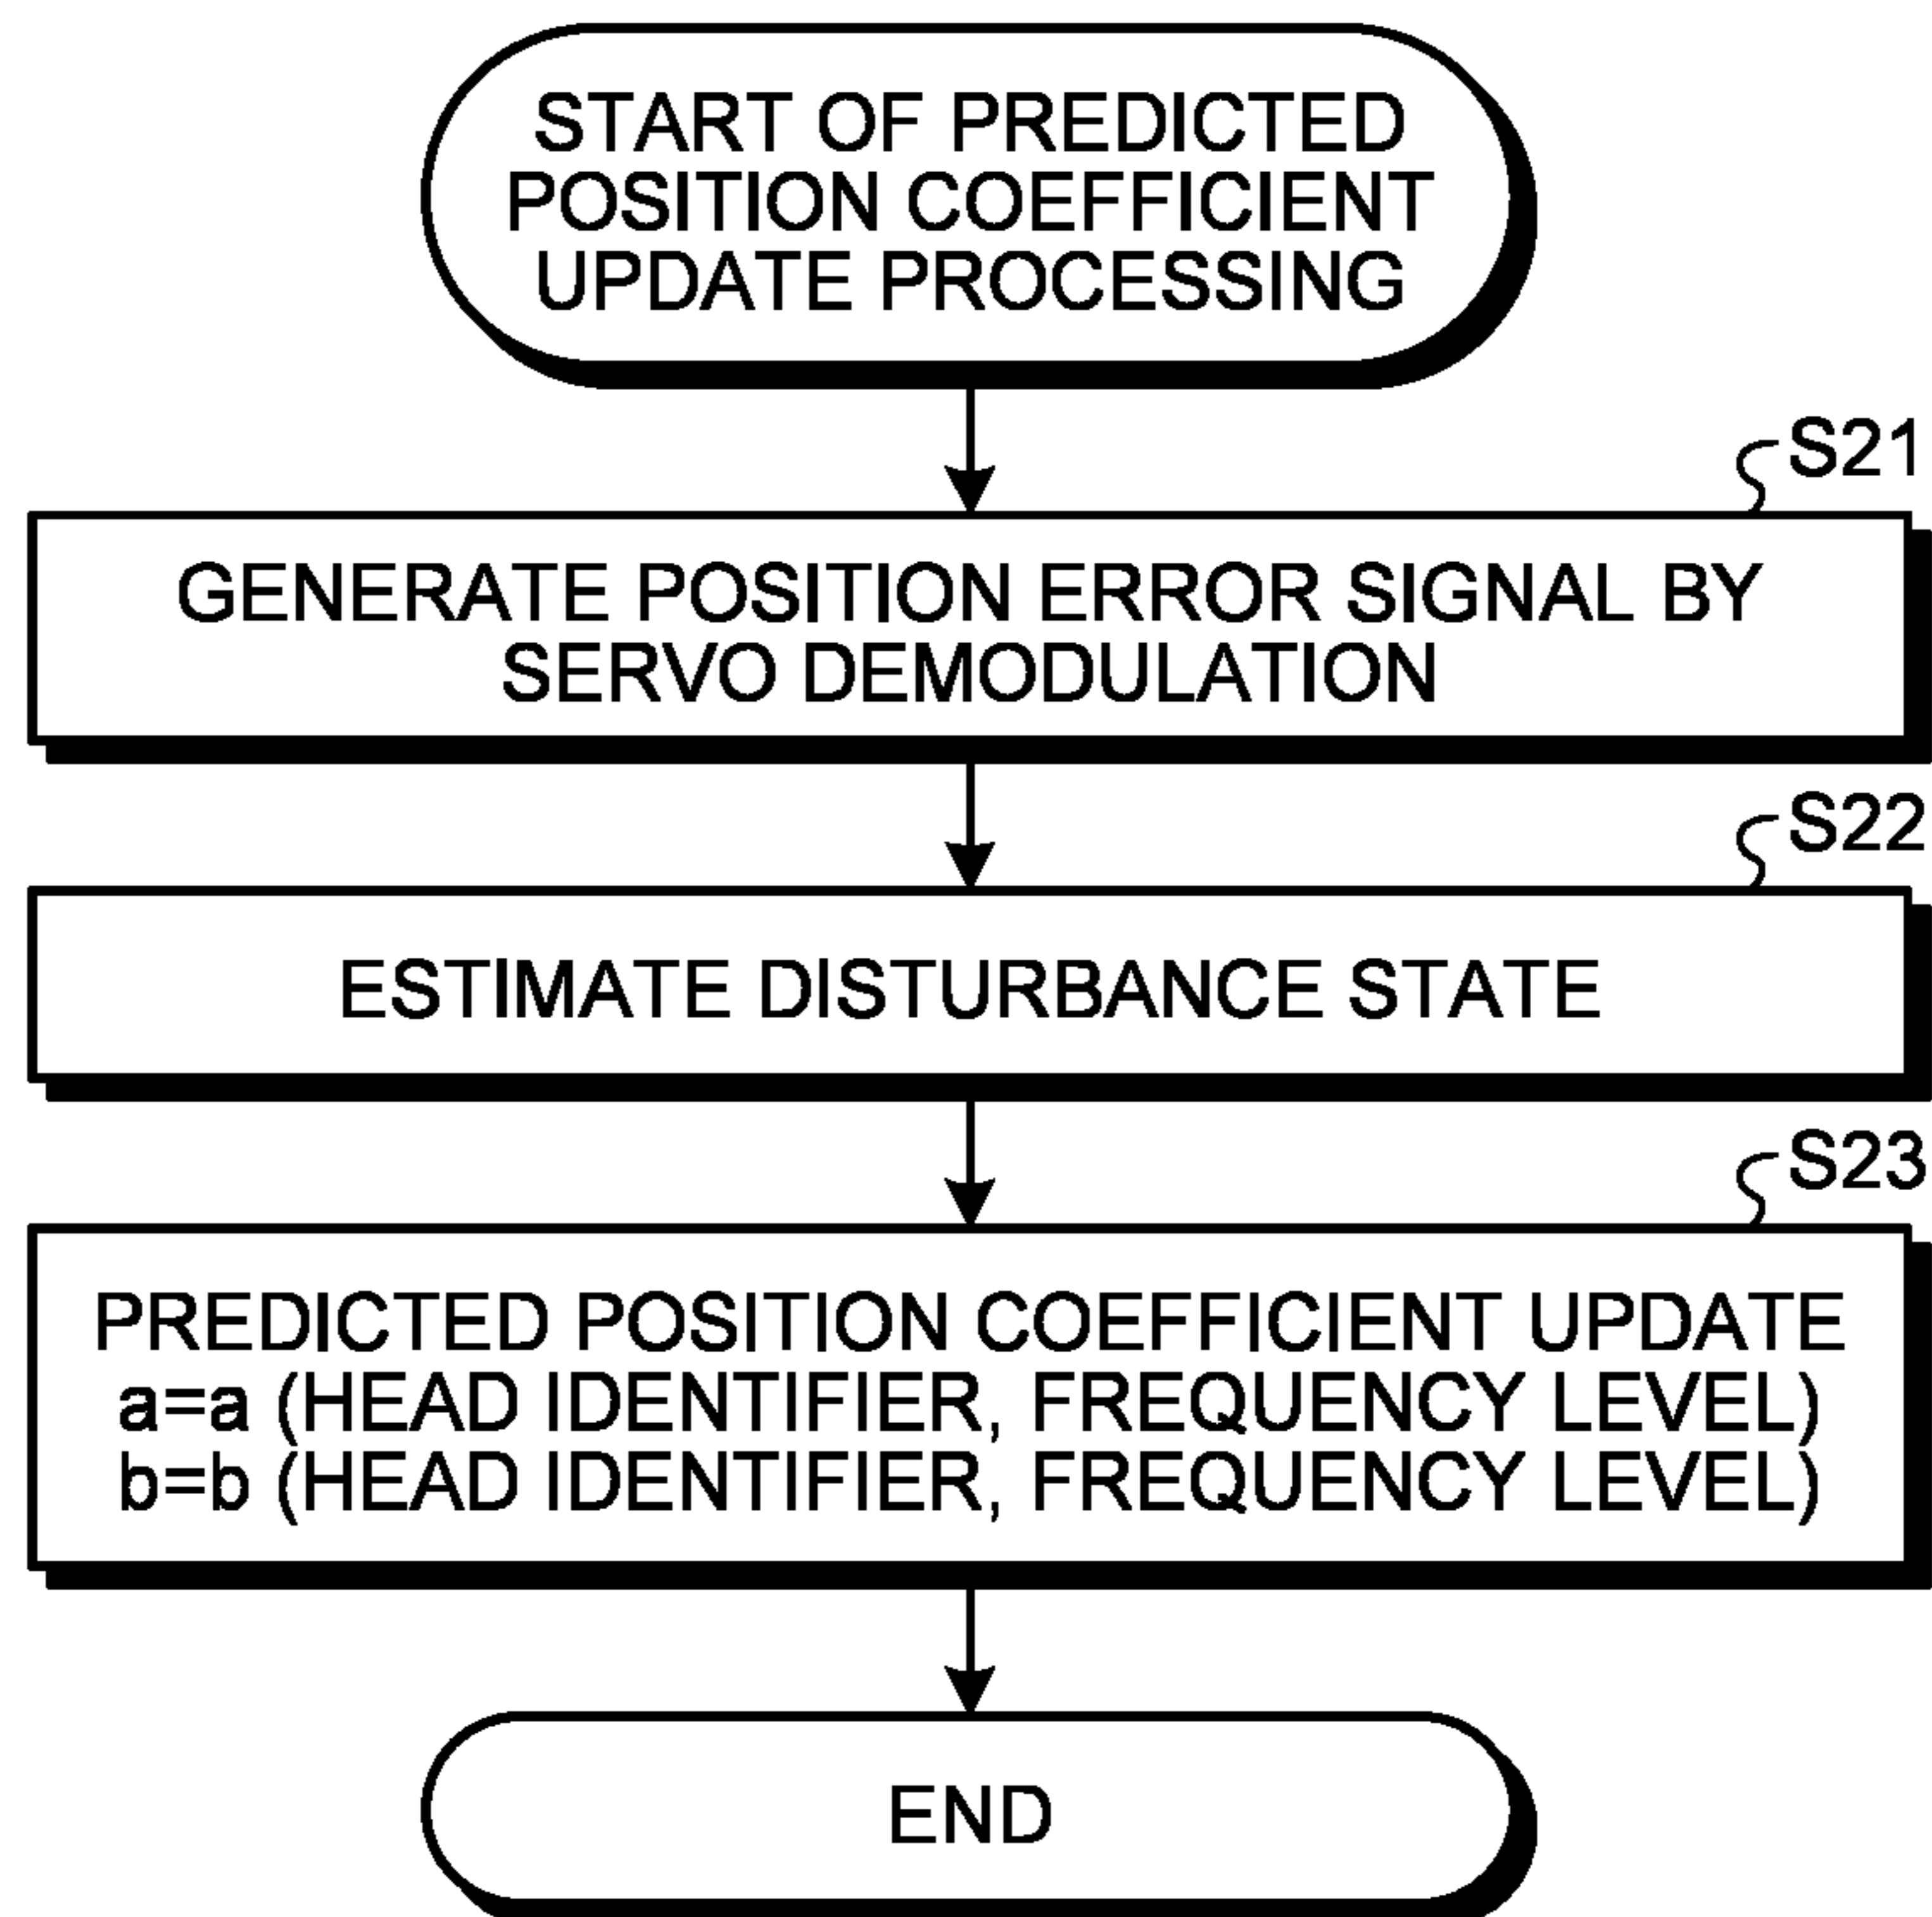 START OF PREDICTED
POSITION COEFFICIENT
UPDATE PROCESSING
S21
GENERATE POSITION ERROR SIGNAL BY
SERVO DEMODULATION
S22
ESTIMATE DISTURBANCE STATE
S23
PREDICTED POSITION COEFFICIENT UPDATE
a=a (HEAD IDENTIFIER, FREQUENCY LEVEL)
b=b (HEAD IDENTIFIER, FREQUENCY LEVEL)
END